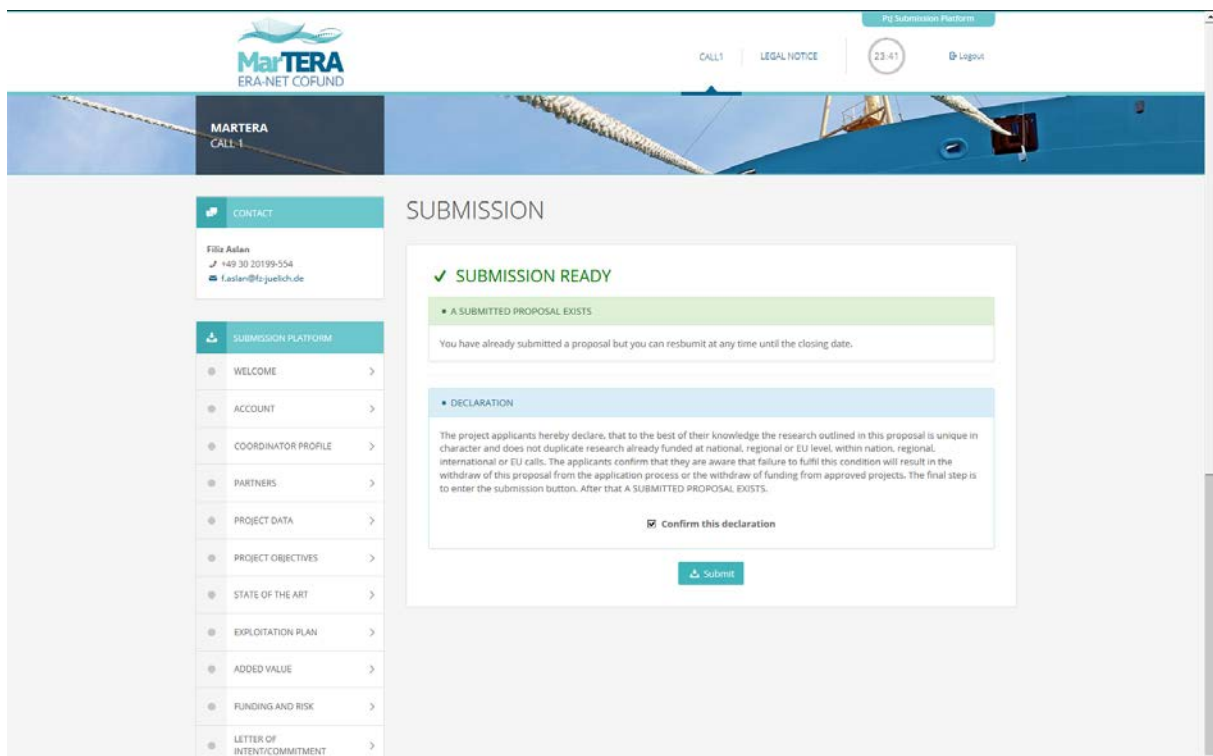 PtJ Submission Platform
MarTERA
ERA-NET COFUND
CALL1
LEGAL NOTICE
23:41
Logout
MARTERA
CALL 1
CONTACT
Filiz Aslan
+49 30 20199-554
f.aslan@fz-juelich.de
SUBMISSION PLATFORM
WELCOME
ACCOUNT
COORDINATOR PROFILE
PARTNERS
PROJECT DATA
PROJECT OBJECTIVES
STATE OF THE ART
EXPLOITATION PLAN
ADDED VALUE
FUNDING AND RISK
LETTER OF
INTENT/COMMITMENT
SUBMISSION
SUBMISSION READY
A SUBMITTED PROPOSAL EXISTS
You have already submitted a proposal but you can resbumit at any time until the closing date.
DECLARATION
The project applicants hereby declare, that to the best of their knowledge the research outlined in this proposal is unique in
character and does not duplicate research already funded at national, regional or EU level, within nation, regional,
international or EU calls. The applicants confirm that they are aware that failure to fulfil this condition will result in the
withdraw of this proposal from the application process or the withdraw of funding from approved projects. The final step is
to enter the submission button. After that A SUBMITTED PROPOSAL EXISTS.
Confirm this declaration
Submit